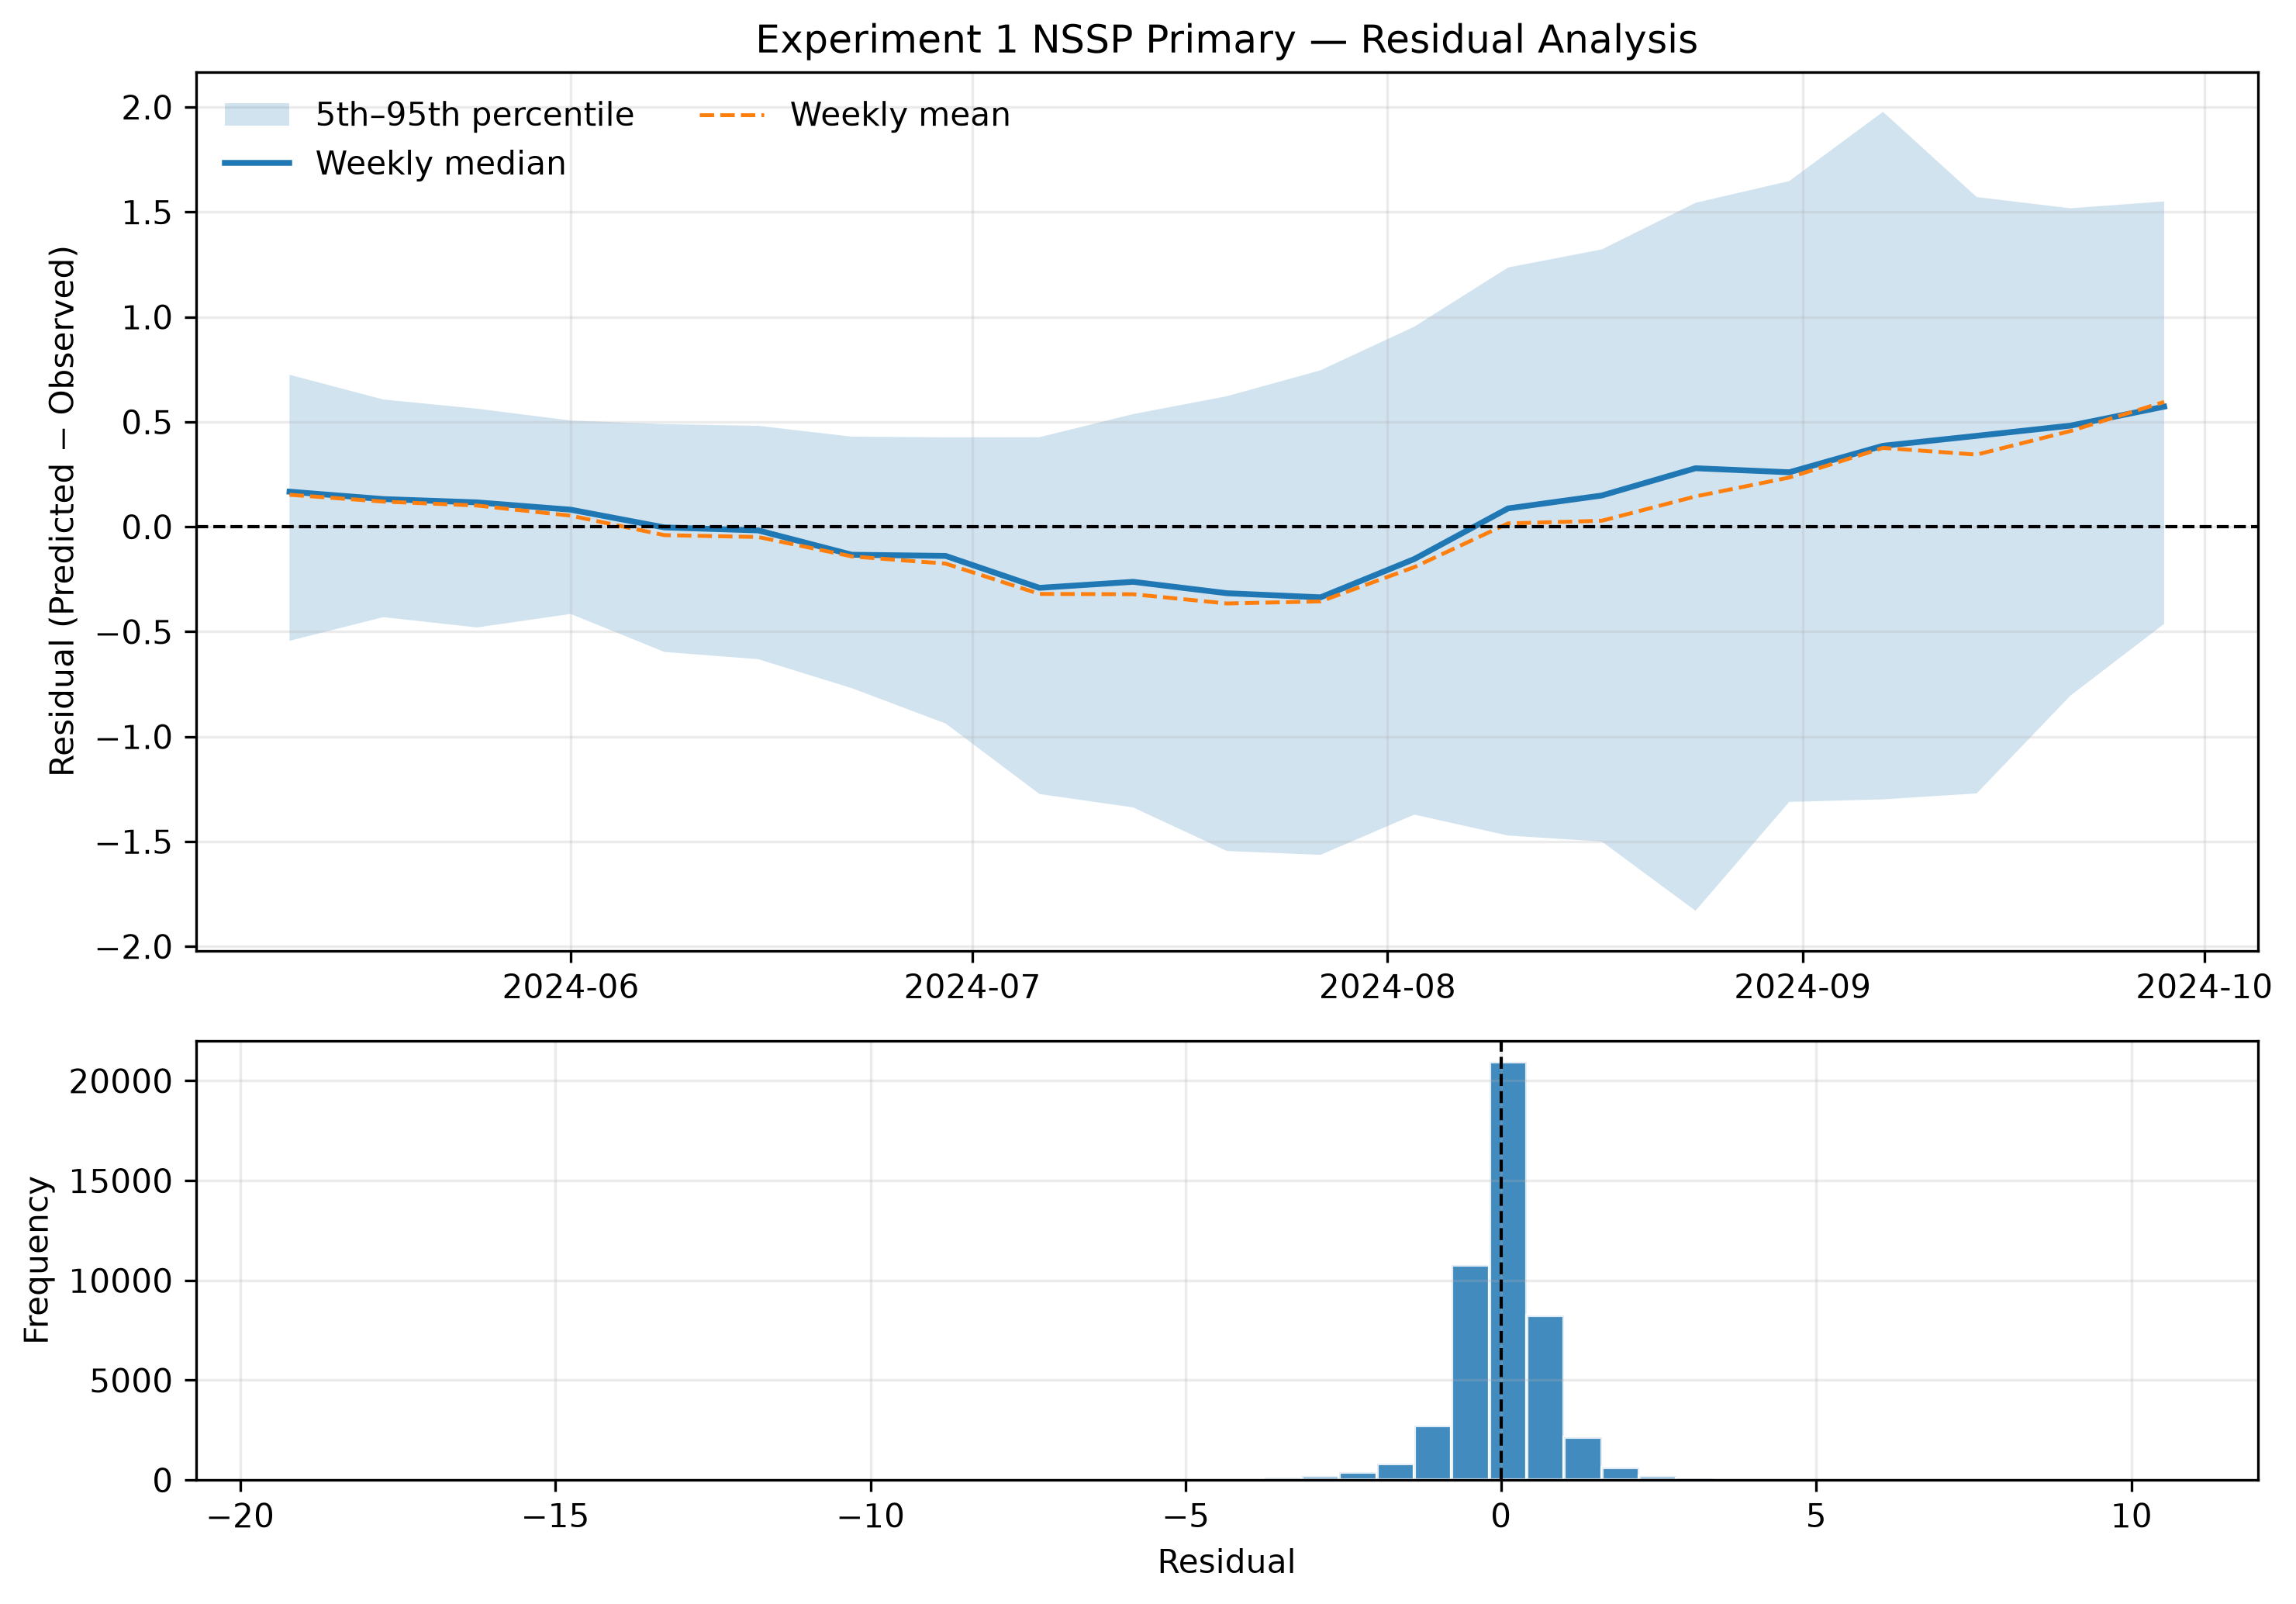 Experiment 1 NSSP Primary — Residual Analysis
5th–95th percentile
Weekly median
Weekly mean
Residual (Predicted − Observed)
2.0
1.5
1.0
0.5
0.0
−0.5
−1.0
−1.5
−2.0
2024-06 2024-07 2024-08 2024-09 2024-10
Frequency
20000
15000
10000
5000
0
−20 −15 −10 −5 0 5 10
Residual